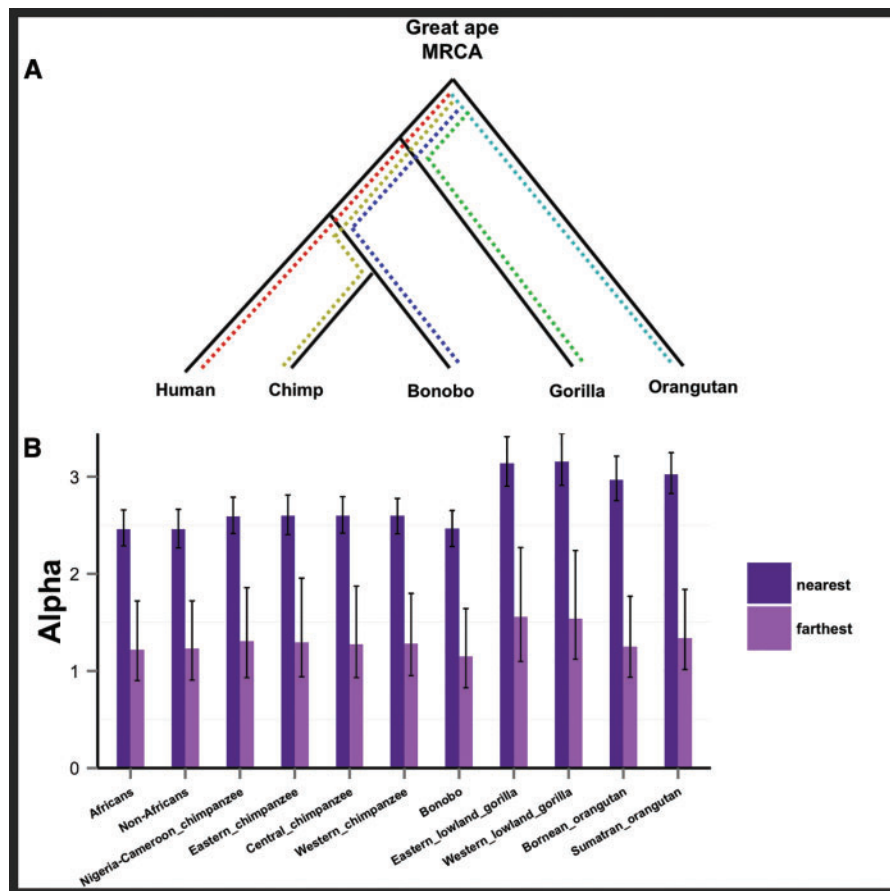 Great ape
MRCA
A
Human
Chimp
Bonobo
Gorilla
Orangutan
B
3
2
1
0
Alpha
Africans
Non-Africans
Nigeria-Cameroon_chimpanzee
Eastern_chimpanzee
Central_chimpanzee
Western_chimpanzee
Bonobo
Eastern_lowland_gorilla
Western_lowland_gorilla
Bornean_orangutan
Sumatran_orangutan
nearest
farthest